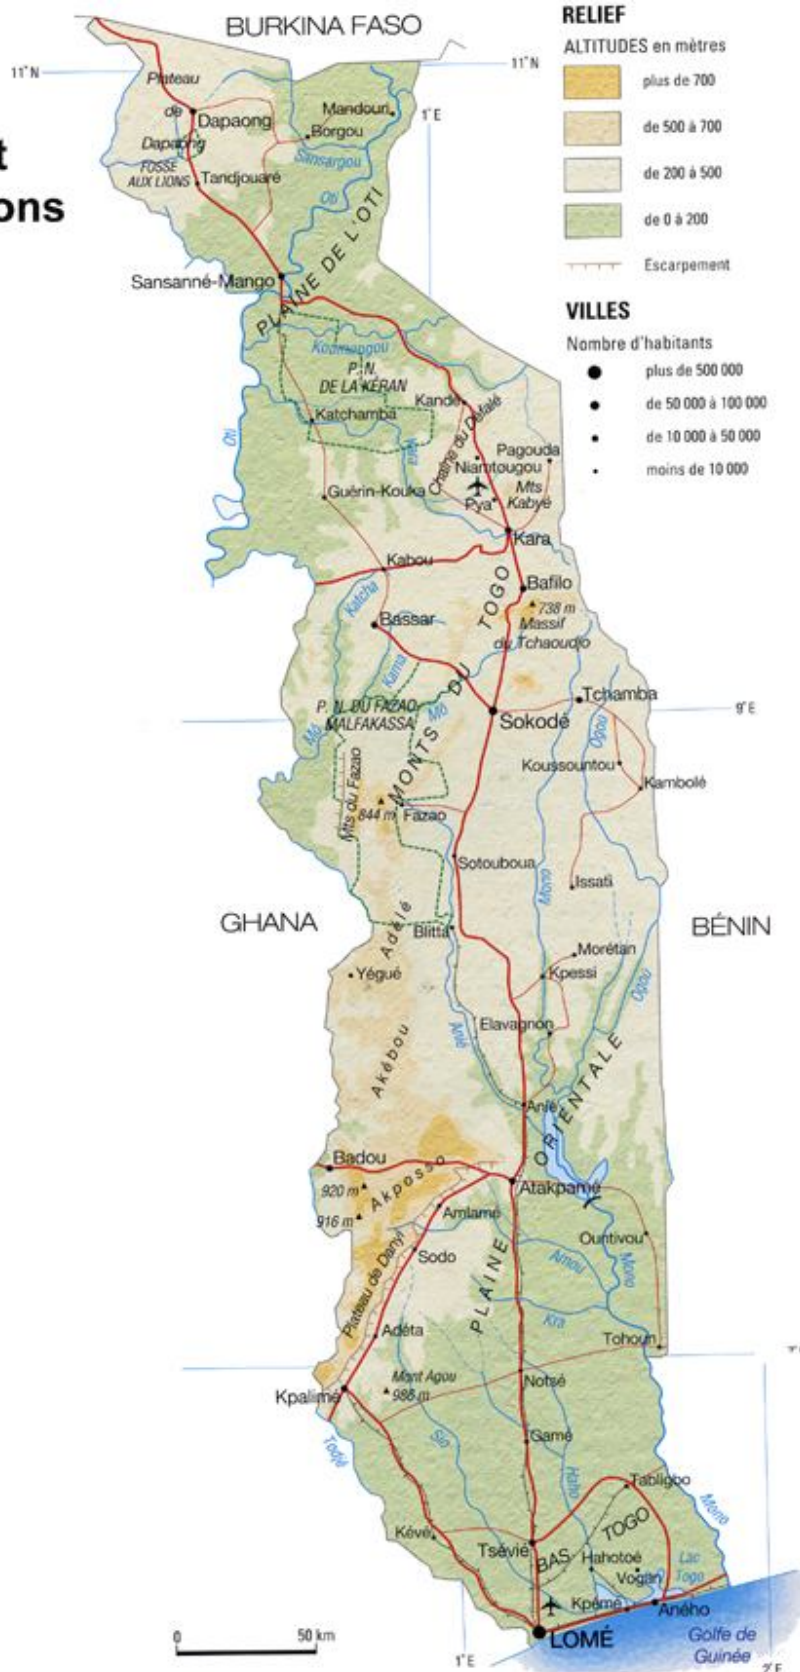 BURKINA FASO
RELIEF
ALTITUDES en mètres
plus de 700
de 500 à 700
de 200 à 500
de 0 à 200
Escarpement
VILLES
Nombre d'habitants
plus de 500 000
de 50 000 à 100 000
de 10 000 à 50 000
moins de 10 000
t
ons
11°N
11°N
1°E
Plateau
de
Dapaong
Dapaong
Mandouri
Borgou
Sansargou
FOSSE
AUX LIONS
Tandjouaré
Oti
PLAINE DE L'OTI
Sansanné-Mango
Koumongou
P. N.
DE LA KÉRAN
Kandé
Katchamba
Oti
Kara
Chaîne du Défalé
Pagouda
Niamtougou
Guérin-Kouka
Mts
Kabyé
Pya
Kara
Kabou
Bafilo
Katcha
738 m
Bassar
Massif
du Tchaoudjo
Kama
MONTS DU TOGO
Tchamba
P. N. DU FAZAO
MALFAKASSA
Mô
Mô
Sokodé
9°E
Ogou
Koussountou
Kambolé
Mts du Fazao
844 m
Fazao
Sotouboua
Mono
Issati
GHANA
BÉNIN
Adélé
Blitta
Morétan
Yégué
Kpessi
Ogou
Elavagnon
Anié
Akébou
Anié
PLAINE ORIENTALE
Badou
Akposso
920 m
Atakpamé
916 m
Amlamé
Ountivou
Plateau de Danyi
Sodo
Amou
Mono
Kra
Adéta
Tohoun
Mont Agou
986 m
Notsé
Kpalimé
Todjé
Sio
Gamé
Haho
Tabligbo
Mono
Kévé
Tsévié
BAS TOGO
Hahotoé
Vogan
Lac
Togo
Kpémé
Aného
LOMÉ
Golfe de
Guinée
0
50 km
1°E
2°E